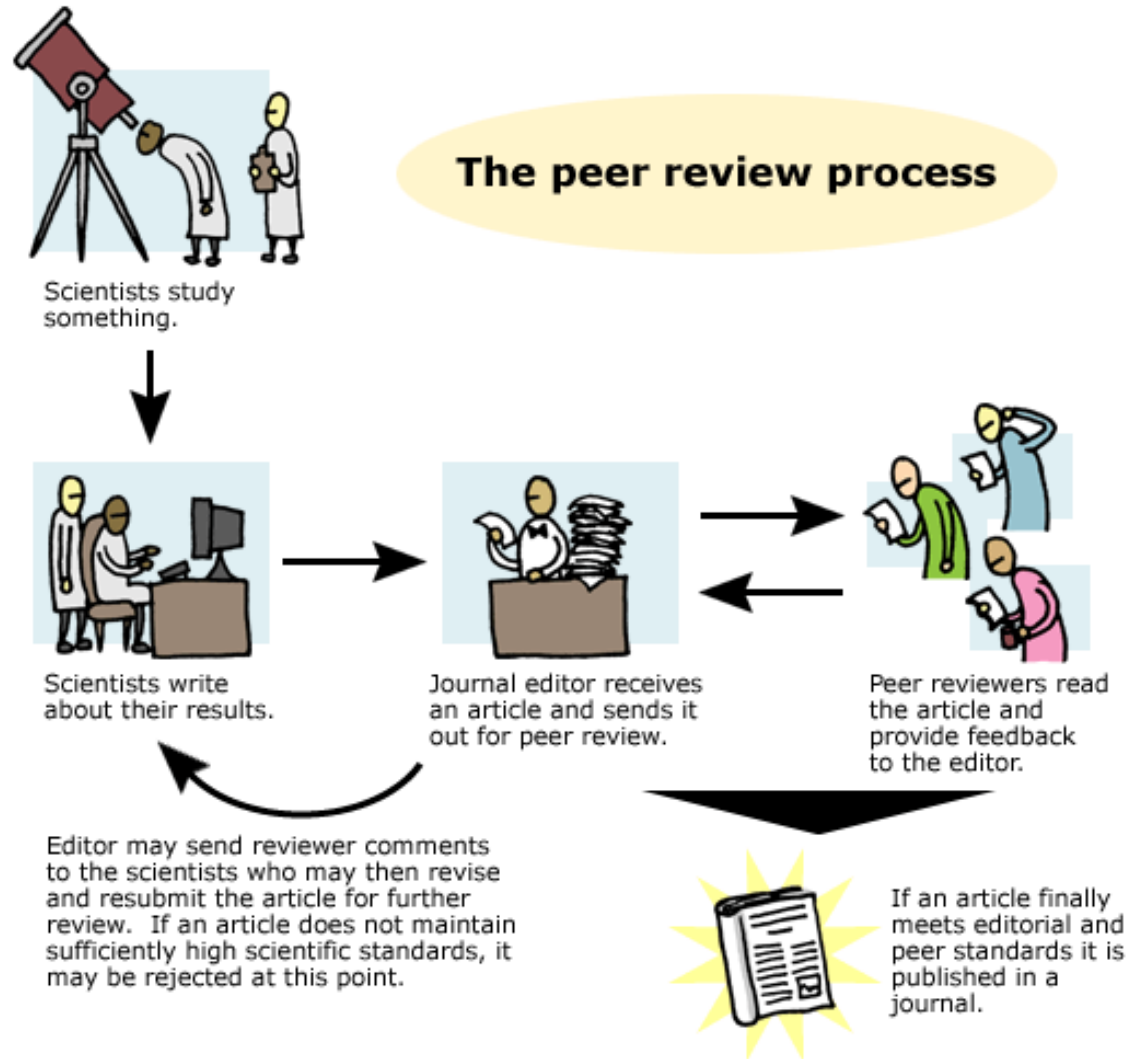 The peer review process
Scientists study
something.
Scientists write
about their results.
Journal editor receives
an article and sends it
out for peer review.
Peer reviewers read
the article and
provide feedback
to the editor.
Editor may send reviewer comments
to the scientists who may then revise
and resubmit the article for further
review.  If an article does not maintain
sufficiently high scientific standards, it
may be rejected at this point.
If an article finally
meets editorial and
peer standards it is
published in a
journal.